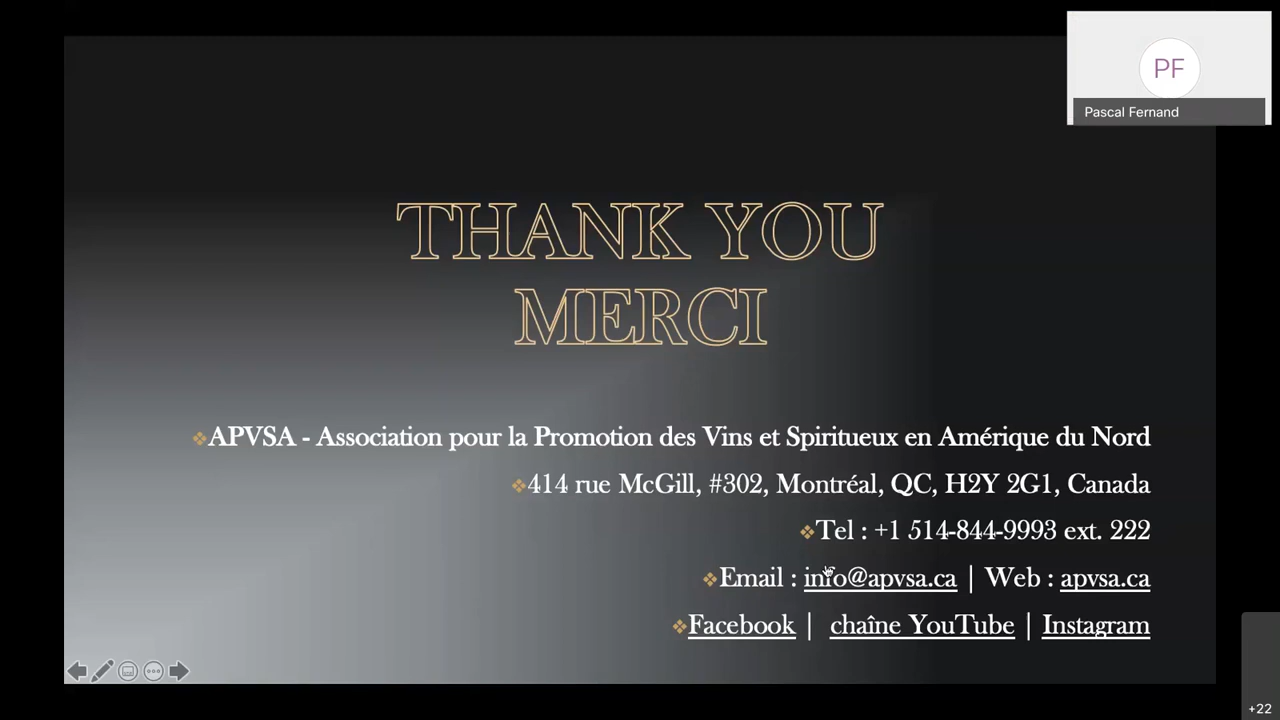 PF
Pascal Fernand
THANK YOU
MERCI
APVSA - Association pour la Promotion des Vins et Spiritueux en Amérique du Nord
414 rue McGill, #302, Montréal, QC, H2Y 2G1, Canada
Tel : +1 514-844-9993 ext. 222
Email : info@apvsa.ca | Web : apvsa.ca
Facebook | chaîne YouTube | Instagram
+22